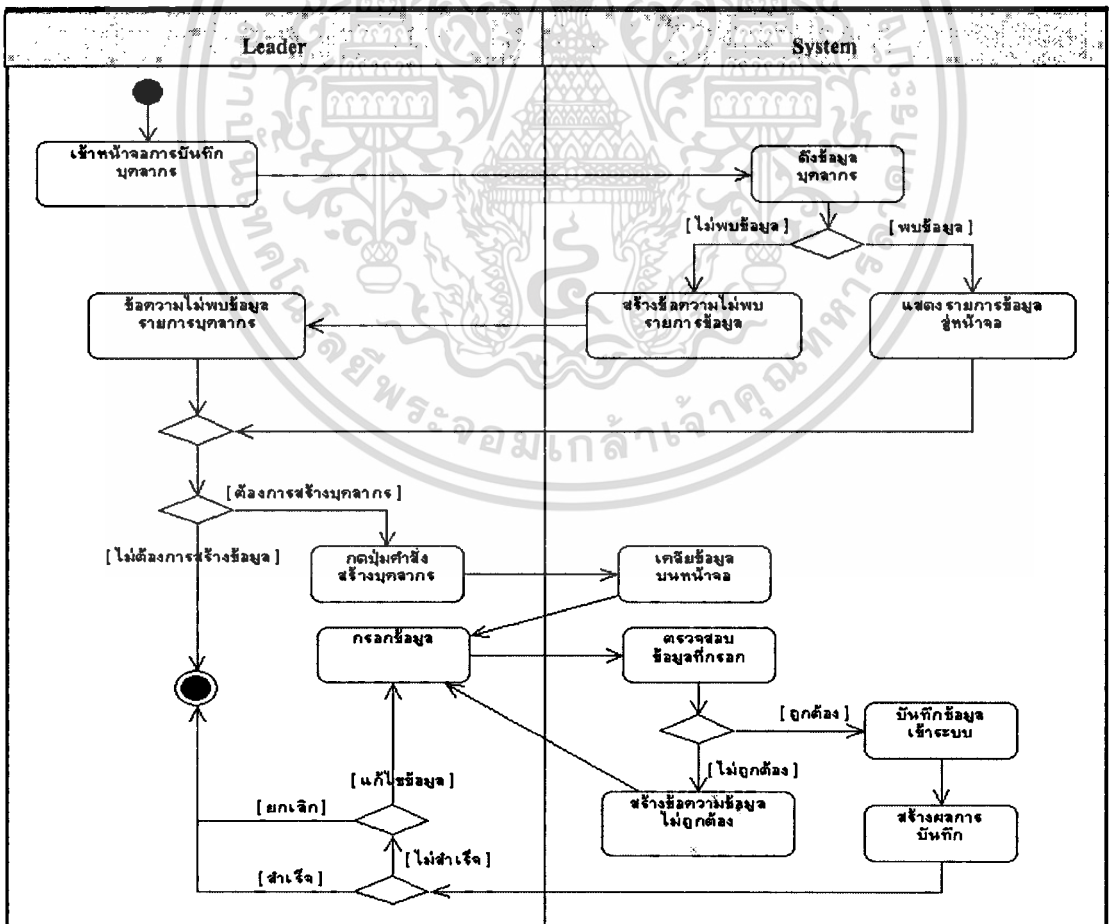 Leader
System
เข้าหน้าจอการบันทึก
บุคลากร
ดึงข้อมูล
บุคลากร
[ไม่พบข้อมูล]
[พบข้อมูล]
ข้อความไม่พบข้อมูล
รายการบุคลากร
สร้างข้อความไม่พบ
รายการข้อมูล
แสดงรายการข้อมูล
สู่หน้าจอ
[ต้องการสร้างบุคลากร]
[ไม่ต้องการสร้างข้อมูล]
กดปุ่มคำสั่ง
สร้างบุคลากร
เคลียข้อมูล
บนหน้าจอ
กรอกข้อมูล
ตรวจสอบ
ข้อมูลที่กรอก
[ถูกต้อง]
บันทึกข้อมูล
เข้าระบบ
[ไม่ถูกต้อง]
[แก้ไขข้อมูล]
สร้างข้อความข้อมูล
ไม่ถูกต้อง
สร้างผลการ
บันทึก
[ยกเลิก]
[ไม่สำเร็จ]
[สำเร็จ]